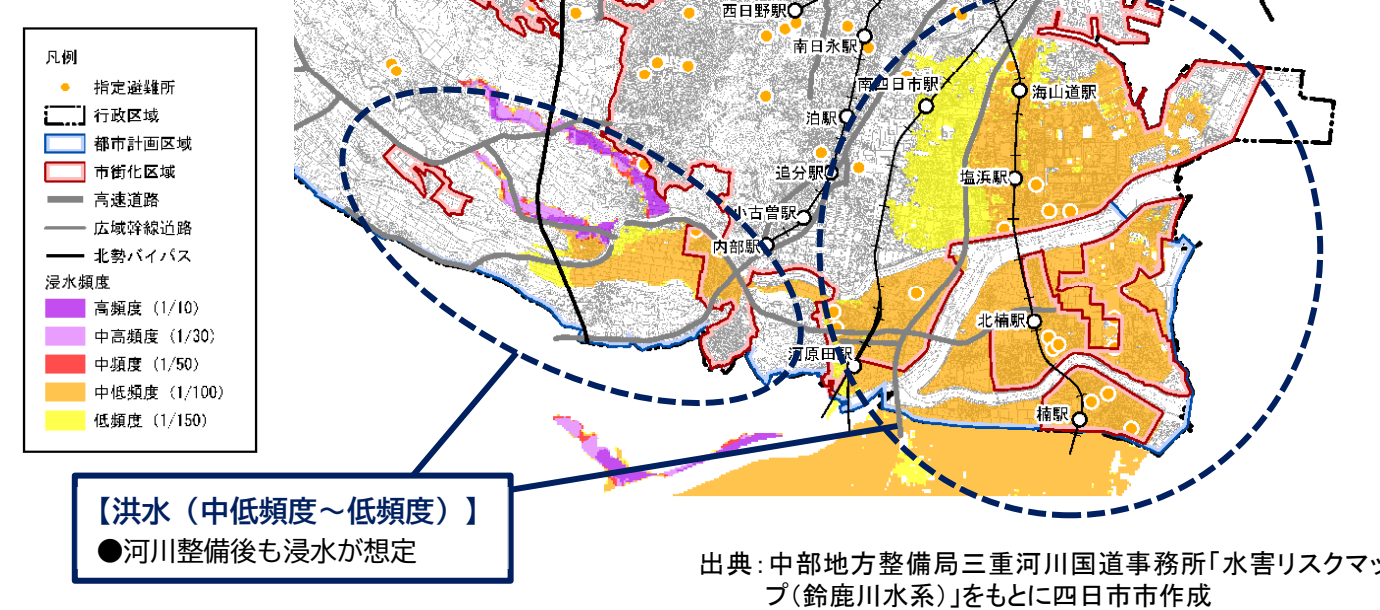 凡例
指定避難所
行政区域
都市計画区域
市街化区域
高速道路
広域幹線道路
北勢バイパス
浸水頻度
高頻度（1/10）
中高頻度（1/30）
中頻度（1/50）
中低頻度（1/100）
低頻度（1/150）
西日野駅
南日永駅
南四日市駅
海山道駅
泊駅
追分駅
塩浜駅
小古曽駅
内部駅
北楠駅
河原田駅
楠駅
【洪水（中低頻度～低頻度）】
●河川整備後も浸水が想定
出典：中部地方整備局三重河川国道事務所「水害リスクマッ
プ（鈴鹿川水系）」をもとに四日市市作成